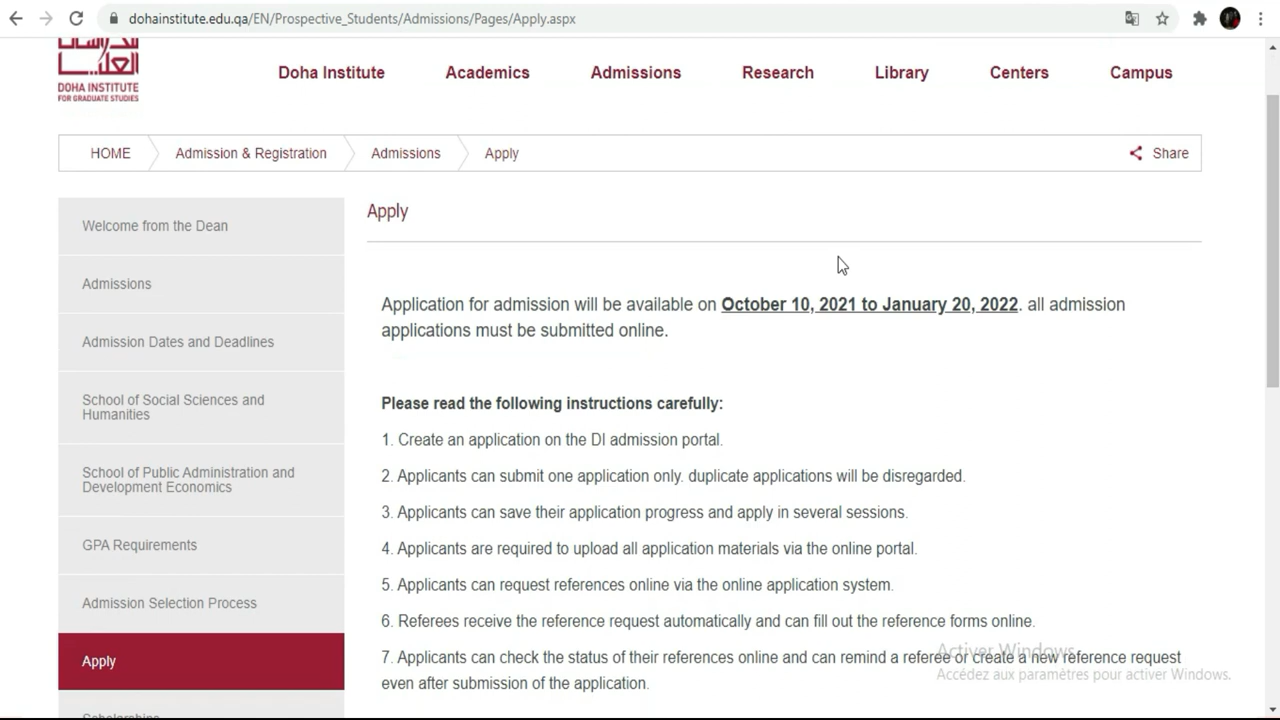 dohainstitute.edu.qa/EN/Prospective_Students/Admissions/Pages/Apply.aspx
DOHA INSTITUTE
FOR GRADUATE STUDIES
Doha Institute
Academics
Admissions
Research
Library
Centers
Campus
HOME
Admission & Registration
Admissions
Apply
Share
Welcome from the Dean
Admissions
Admission Dates and Deadlines
School of Social Sciences and
Humanities
School of Public Administration and
Development Economics
GPA Requirements
Admission Selection Process
Apply
Scholarships
Apply
Application for admission will be available on October 10, 2021 to January 20, 2022. all admission
applications must be submitted online.
Please read the following instructions carefully:
1. Create an application on the DI admission portal.
2. Applicants can submit one application only. duplicate applications will be disregarded.
3. Applicants can save their application progress and apply in several sessions.
4. Applicants are required to upload all application materials via the online portal.
5. Applicants can request references online via the online application system.
6. Referees receive the reference request automatically and can fill out the reference forms online.
7. Applicants can check the status of their references online and can remind a referee or create a new reference request
even after submission of the application.
Activer Windows
Accédez aux paramètres pour activer Windows.